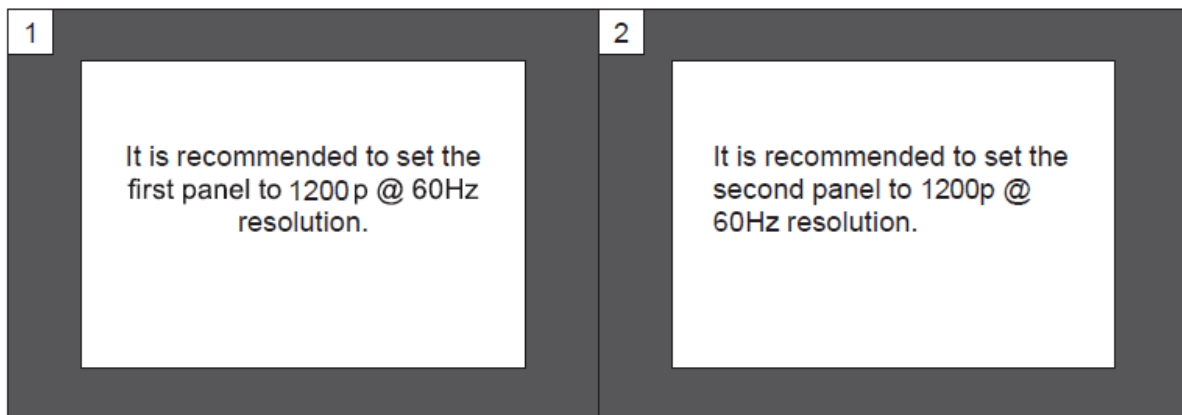 1
It is recommended to set the
first panel to 1200p @ 60Hz
resolution.
2
It is recommended to set the
second panel to 1200p @
60Hz resolution.